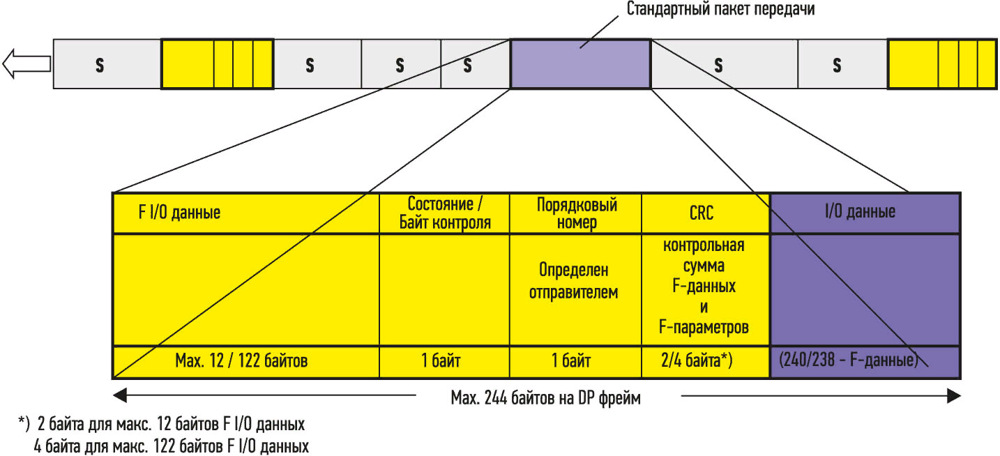 Стандартный пакет передачи
S
S
S
S
S
S
F I/O данные
Состояние /
Байт контроля
Порядковый
номер
CRC
I/O данные
Определен
отправителем
контрольная
сумма
F-данных
и
F-параметров
Max. 12 / 122 байтов
1 байт
1 байт
2/4 байта*)
(240/238 - F-данные)
Max. 244 байтов на DP фрейм
*) 2 байта для макс. 12 байтов F I/O данных
4 байта для макс. 122 байтов F I/O данных